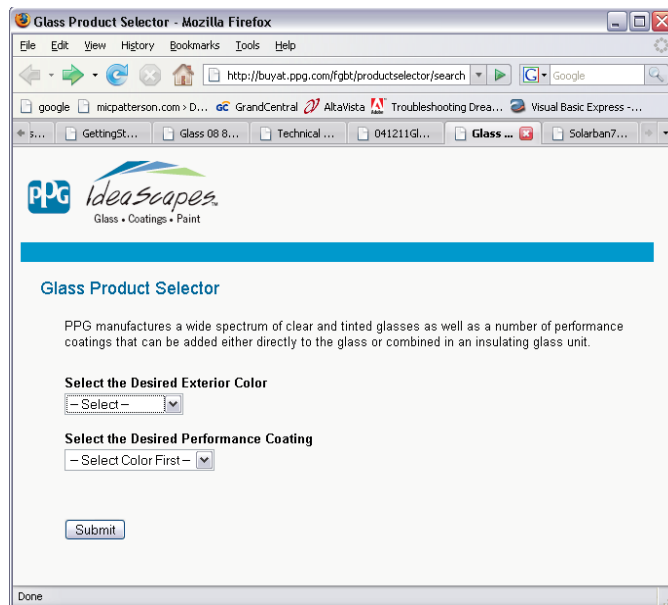 Glass Product Selector - Mozilla Firefox
File Edit View History Bookmarks Tools Help
http://buyat.ppg.com/fgbt/productselector/search
G Google
google micpatterson.com > D... GC GrandCentral AltaVista Troubleshooting Drea... Visual Basic Express -...
s... GettingSt... Glass 08 8... Technical ... 041211Gl... Glass ... Solarban7...
PPG IdeaScapes™
Glass • Coatings • Paint
Glass Product Selector
PPG manufactures a wide spectrum of clear and tinted glasses as well as a number of performance
coatings that can be added either directly to the glass or combined in an insulating glass unit.
Select the Desired Exterior Color
-- Select --
Select the Desired Performance Coating
-- Select Color First --
Submit
Done